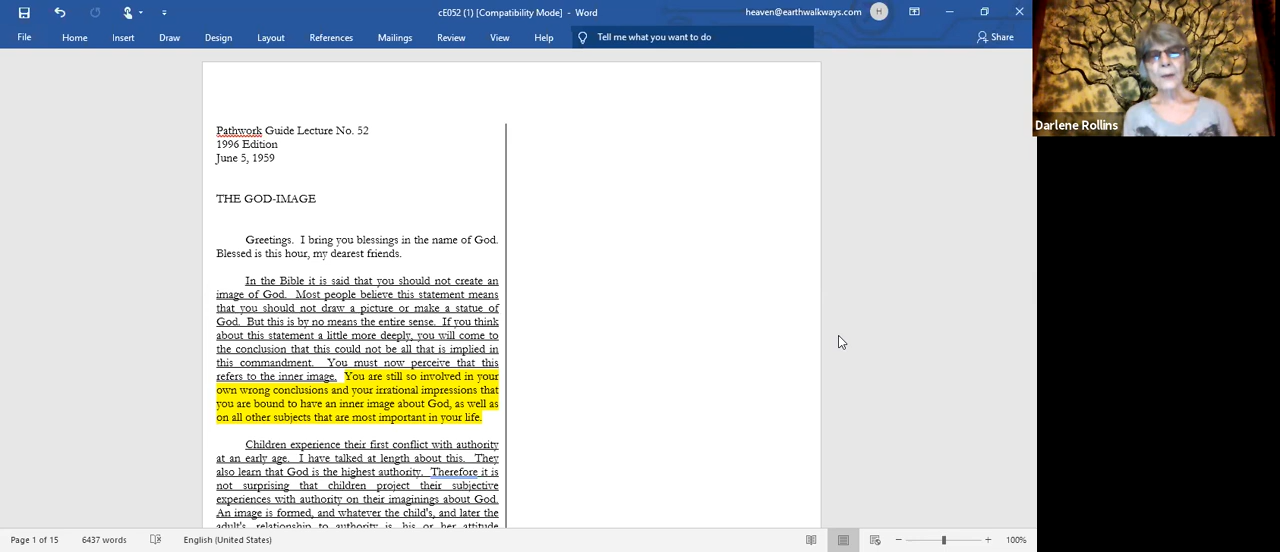 cE052 (1) [Compatibility Mode] - Word
heaven@earthwalkways.com
H
File Home Insert Draw Design Layout References Mailings Review View Help Tell me what you want to do Share
Darlene Rollins
Pathwork Guide Lecture No. 52
1996 Edition
June 5, 1959
THE GOD-IMAGE
Greetings. I bring you blessings in the name of God.
Blessed is this hour, my dearest friends.
In the Bible it is said that you should not create an
image of God. Most people believe this statement means
that you should not draw a picture or make a statue of
God. But this is by no means the entire sense. If you think
about this statement a little more deeply, you will come to
the conclusion that this could not be all that is implied in
this commandment. You must now perceive that this
refers to the inner image. You are still so involved in your
own wrong conclusions and your irrational impressions that
you are bound to have an inner image about God, as well as
on all other subjects that are most important in your life.
Children experience their first conflict with authority
at an early age. I have talked at length about this. They
also learn that God is the highest authority. Therefore it is
not surprising that children project their subjective
experiences with authority on their imaginings about God.
An image is formed, and whatever the child's, and later the
adult's, relationship to authority is, his or her attitude
Page 1 of 15 6437 words English (United States) 100%